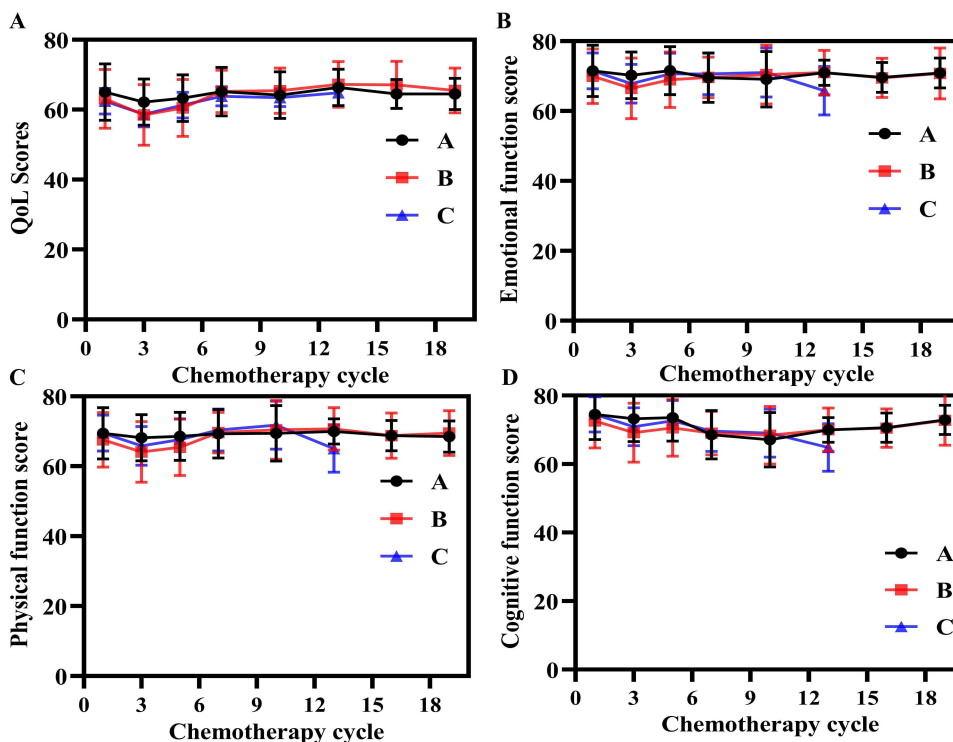 A
QoL Scores
80
60
40
20
0
0 3 6 9 12 15 18
Chemotherapy cycle
A
B
C
B
Emotional function score
80
60
40
20
0
0 3 6 9 12 15 18
Chemotherapy cycle
A
B
C
C
Physical function score
80
60
40
20
0
0 3 6 9 12 15 18
Chemotherapy cycle
A
B
C
D
Cognitive function score
80
60
40
20
0
0 3 6 9 12 15 18
Chemotherapy cycle
A
B
C